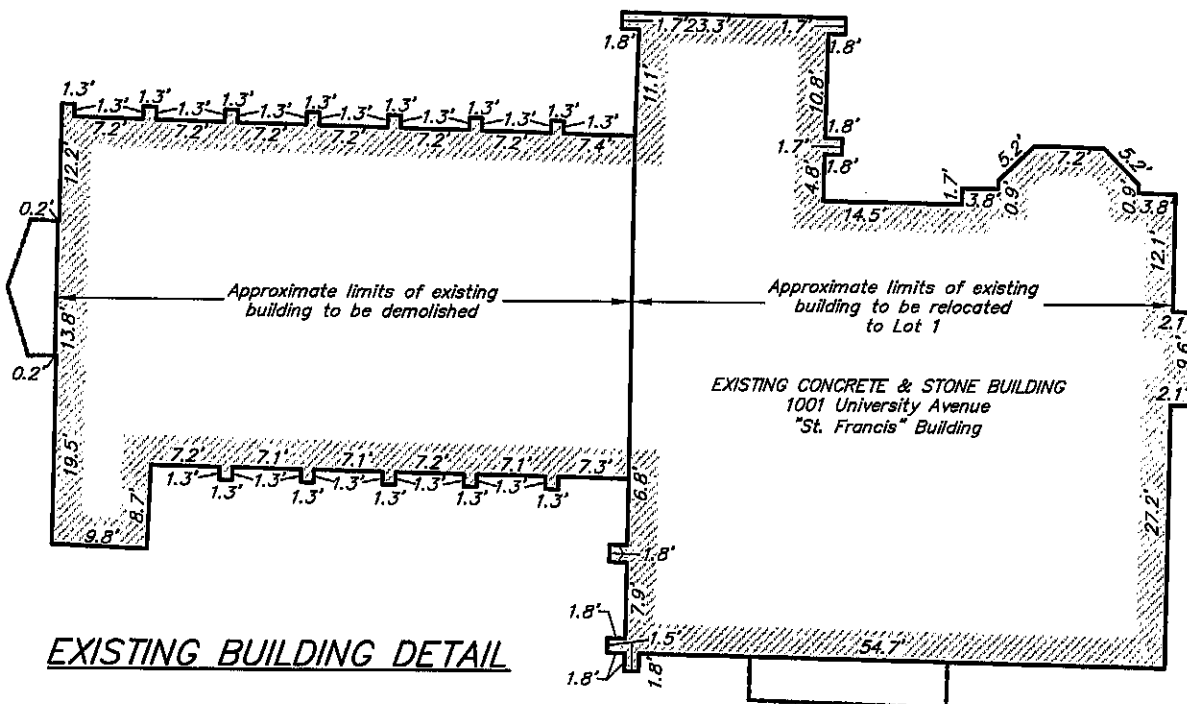 1.7' 23.3' 1.7'
1.8' 1.8'
11.1' 10.8'
1.3' 1.3' 1.3' 1.3' 1.3' 1.3' 1.3'
1.3' 1.3' 1.3' 1.3' 1.3' 1.3' 1.3'
7.2' 7.2' 7.2' 7.2' 7.2' 7.2' 7.4'
1.8'
1.7'
1.8'
4.8'
14.5'
1.7'
3.8'
0.9'
5.2'
7.2'
5.2'
0.9'
3.8'
12.2'
12.1'
0.2'
13.8'
0.2'
Approximate limits of existing
building to be demolished
Approximate limits of existing
building to be relocated
to Lot 1
2.1
9.6'
2.1'
EXISTING CONCRETE & STONE BUILDING
1001 University Avenue
"St. Francis" Building
19.5'
9.8'
8.7'
7.2' 7.1' 7.1' 7.2' 7.1' 7.3'
1.3' 1.3' 1.3' 1.3' 1.3'
1.3' 1.3' 1.3' 1.3' 1.3'
6.8'
1.8'
7.9'
27.2'
1.8'
1.5'
1.8'
1.8'
54.7'
EXISTING BUILDING DETAIL